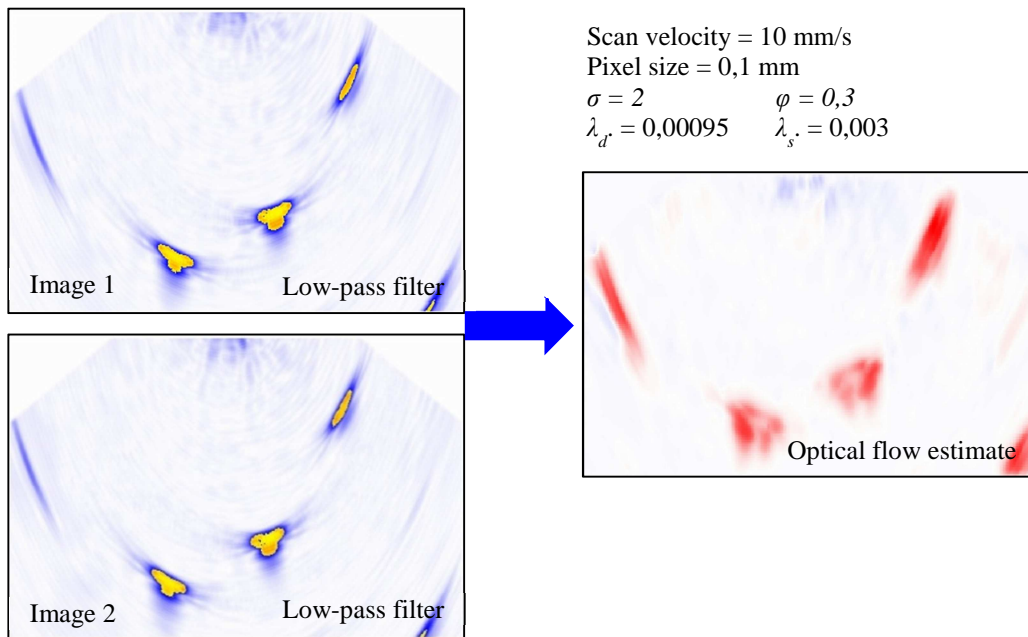 Image 1
Low-pass filter
Image 2
Low-pass filter
Scan velocity = 10 mm/s
Pixel size = 0,1 mm
σ = 2 φ = 0,3
λd. = 0,00095 λs. = 0,003
Optical flow estimate